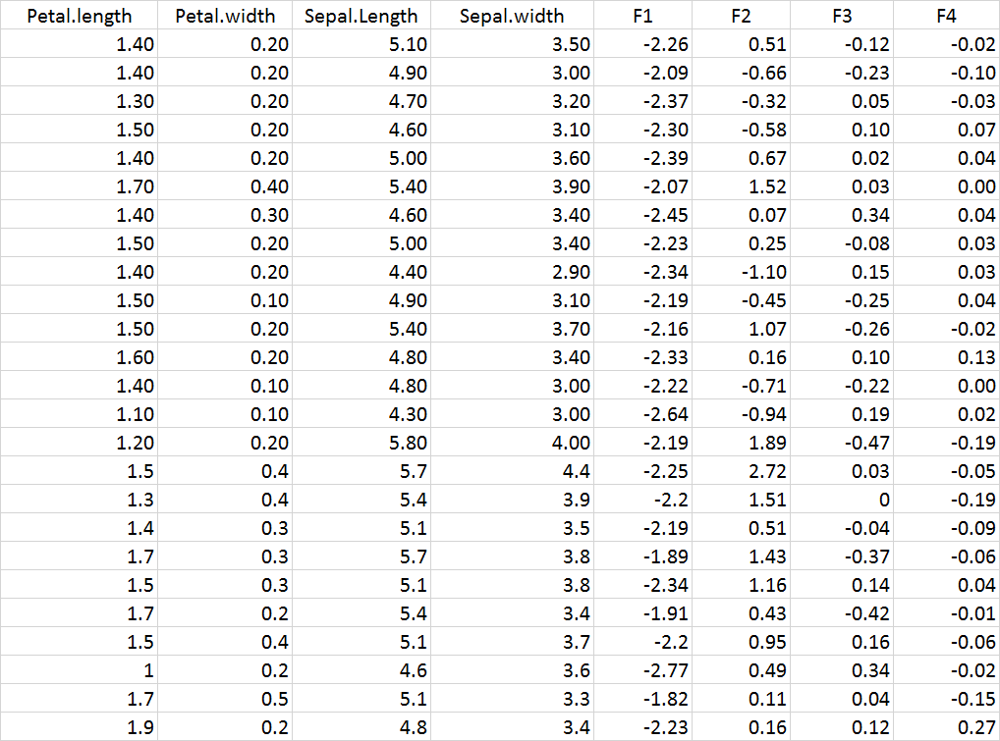 Petal.length Petal.width Sepal.Length Sepal.width F1 F2 F3 F4
1.40 0.20 5.10 3.50 -2.26 0.51 -0.12 -0.02
1.40 0.20 4.90 3.00 -2.09 -0.66 -0.23 -0.10
1.30 0.20 4.70 3.20 -2.37 -0.32 0.05 -0.03
1.50 0.20 4.60 3.10 -2.30 -0.58 0.10 0.07
1.40 0.20 5.00 3.60 -2.39 0.67 0.02 0.04
1.70 0.40 5.40 3.90 -2.07 1.52 0.03 0.00
1.40 0.30 4.60 3.40 -2.45 0.07 0.34 0.04
1.50 0.20 5.00 3.40 -2.23 0.25 -0.08 0.03
1.40 0.20 4.40 2.90 -2.34 -1.10 0.15 0.03
1.50 0.10 4.90 3.10 -2.19 -0.45 -0.25 0.04
1.50 0.20 5.40 3.70 -2.16 1.07 -0.26 -0.02
1.60 0.20 4.80 3.40 -2.33 0.16 0.10 0.13
1.40 0.10 4.80 3.00 -2.22 -0.71 -0.22 0.00
1.10 0.10 4.30 3.00 -2.64 -0.94 0.19 0.02
1.20 0.20 5.80 4.00 -2.19 1.89 -0.47 -0.19
1.5 0.4 5.7 4.4 -2.25 2.72 0.03 -0.05
1.3 0.4 5.4 3.9 -2.2 1.51 0 -0.19
1.4 0.3 5.1 3.5 -2.19 0.51 -0.04 -0.09
1.7 0.3 5.7 3.8 -1.89 1.43 -0.37 -0.06
1.5 0.3 5.1 3.8 -2.34 1.16 0.14 0.04
1.7 0.2 5.4 3.4 -1.91 0.43 -0.42 -0.01
1.5 0.4 5.1 3.7 -2.2 0.95 0.16 -0.06
1 0.2 4.6 3.6 -2.77 0.49 0.34 -0.02
1.7 0.5 5.1 3.3 -1.82 0.11 0.04 -0.15
1.9 0.2 4.8 3.4 -2.23 0.16 0.12 0.27